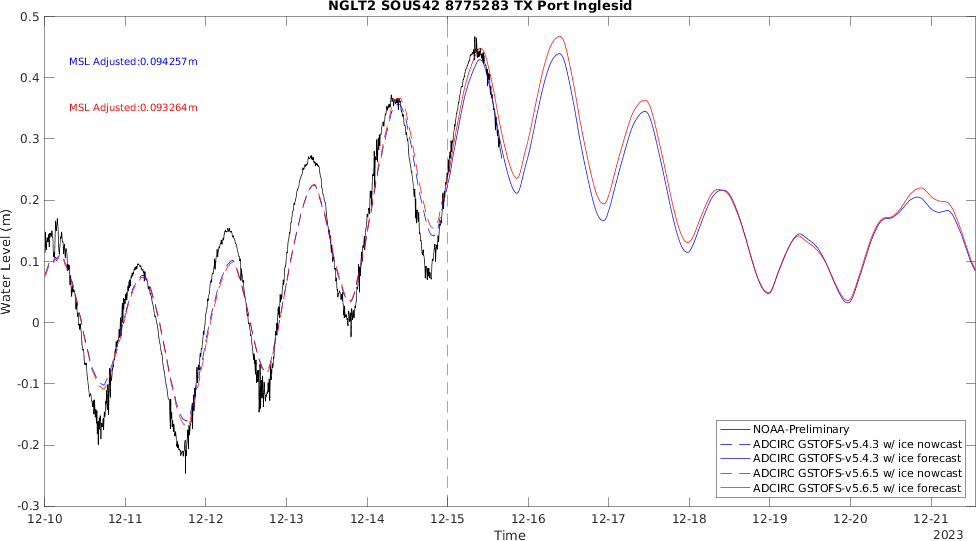 NGLT2 SOUS42 8775283 TX Port Inglesid
0.5
0.4
0.3
0.2
0.1
0
-0.1
-0.2
-0.3
Water Level (m)
MSL Adjusted:0.094257m
MSL Adjusted:0.093264m
NOAA-Preliminary
ADCIRC GSTOFS-v5.4.3 w/ ice nowcast
ADCIRC GSTOFS-v5.4.3 w/ ice forecast
ADCIRC GSTOFS-v5.6.5 w/ ice nowcast
ADCIRC GSTOFS-v5.6.5 w/ ice forecast
12-10 12-11 12-12 12-13 12-14 12-15 12-16 12-17 12-18 12-19 12-20 12-21
Time
2023